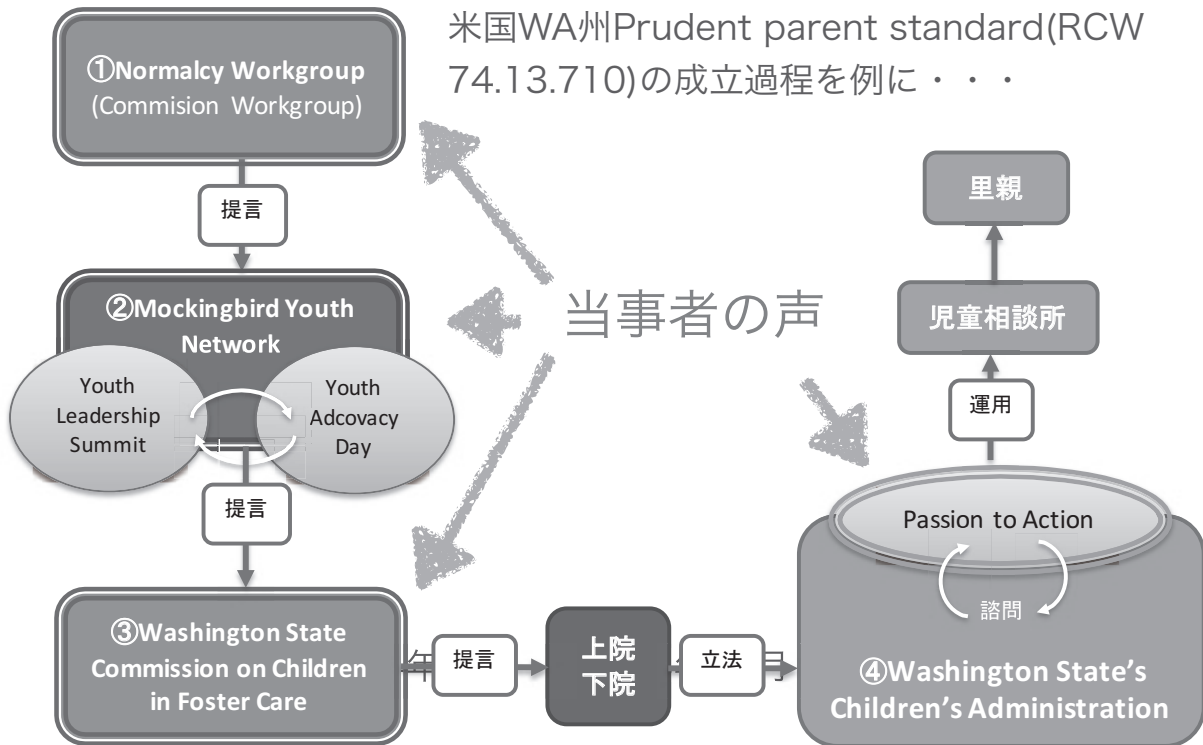 米国WA州Prudent parent standard(RCW
74.13.710)の成立過程を例に・・・
①Normalcy Workgroup
(Commision Workgroup)
提言
②Mockingbird Youth
Network
Youth
Leadership
Summit
Youth
Adcovacy
Day
提言
③Washington State
Commission on Children
in Foster Care
当事者の声
年
提言
上院
下院
立法
月
里親
児童相談所
運用
Passion to Action
諮問
④Washington State’s
Children’s Administration